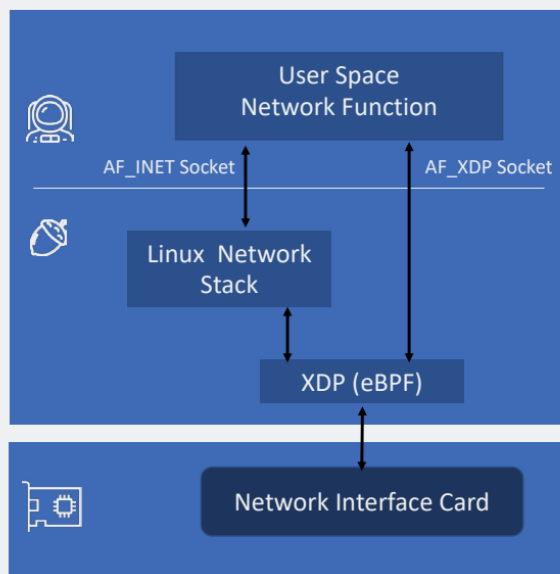 User Space
Network Function
AF_INET Socket
AF_XDP Socket
Linux Network
Stack
XDP (eBPF)
Network Interface Card